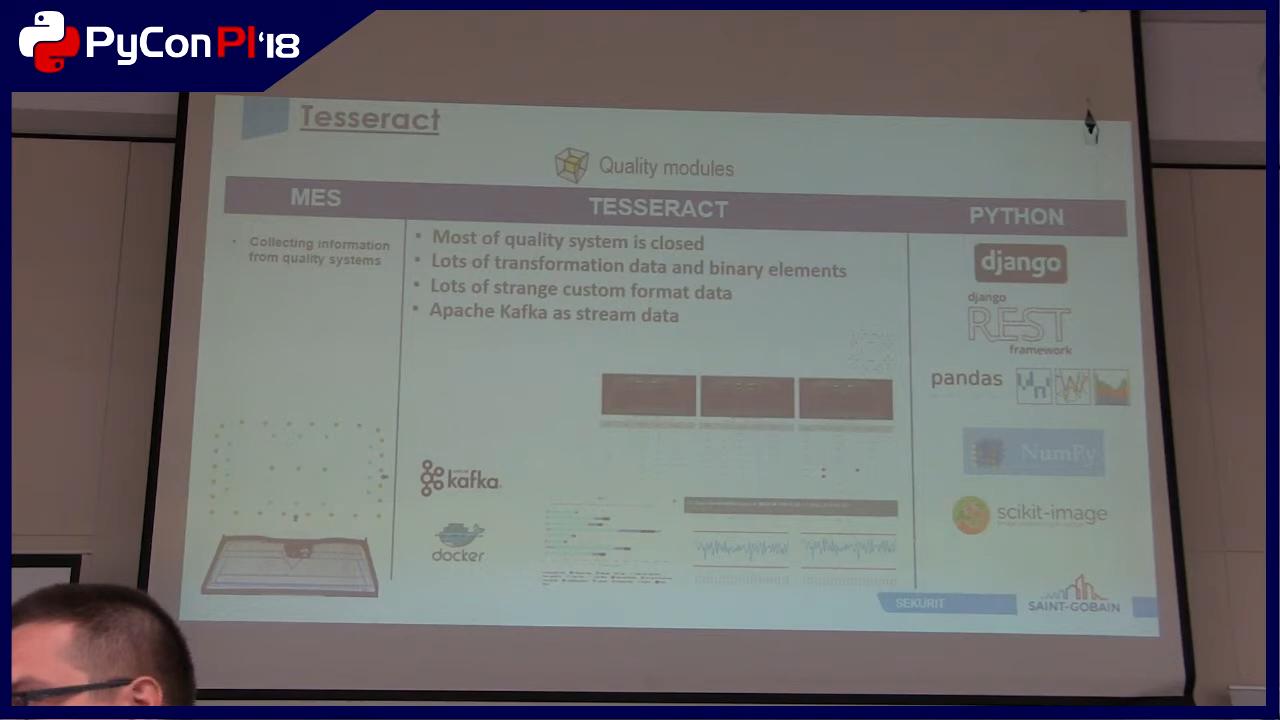 PyConPl‘18
Tesseract
Quality modules
MES
TESSERACT
PYTHON
• Collecting information
from quality systems
• Most of quality system is closed
• Lots of transformation data and binary elements
• Lots of strange custom format data
• Apache Kafka as stream data
kafka
docker
django
django
REST
framework
pandas
NumPy
scikit-image
SEKURIT
SAINT-GOBAIN